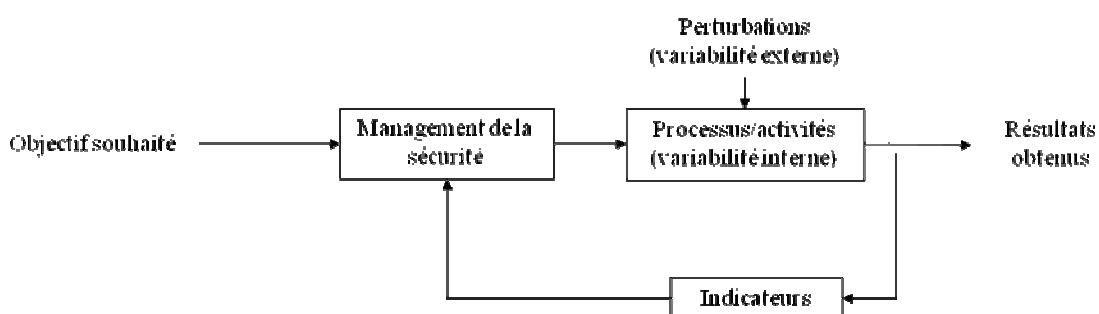 Perturbations
(variabilité externe)
Objectif souhaité
Management de la
sécurité
Processus/activités
(variabilité interne)
Résultats
obtenus
Indicateurs